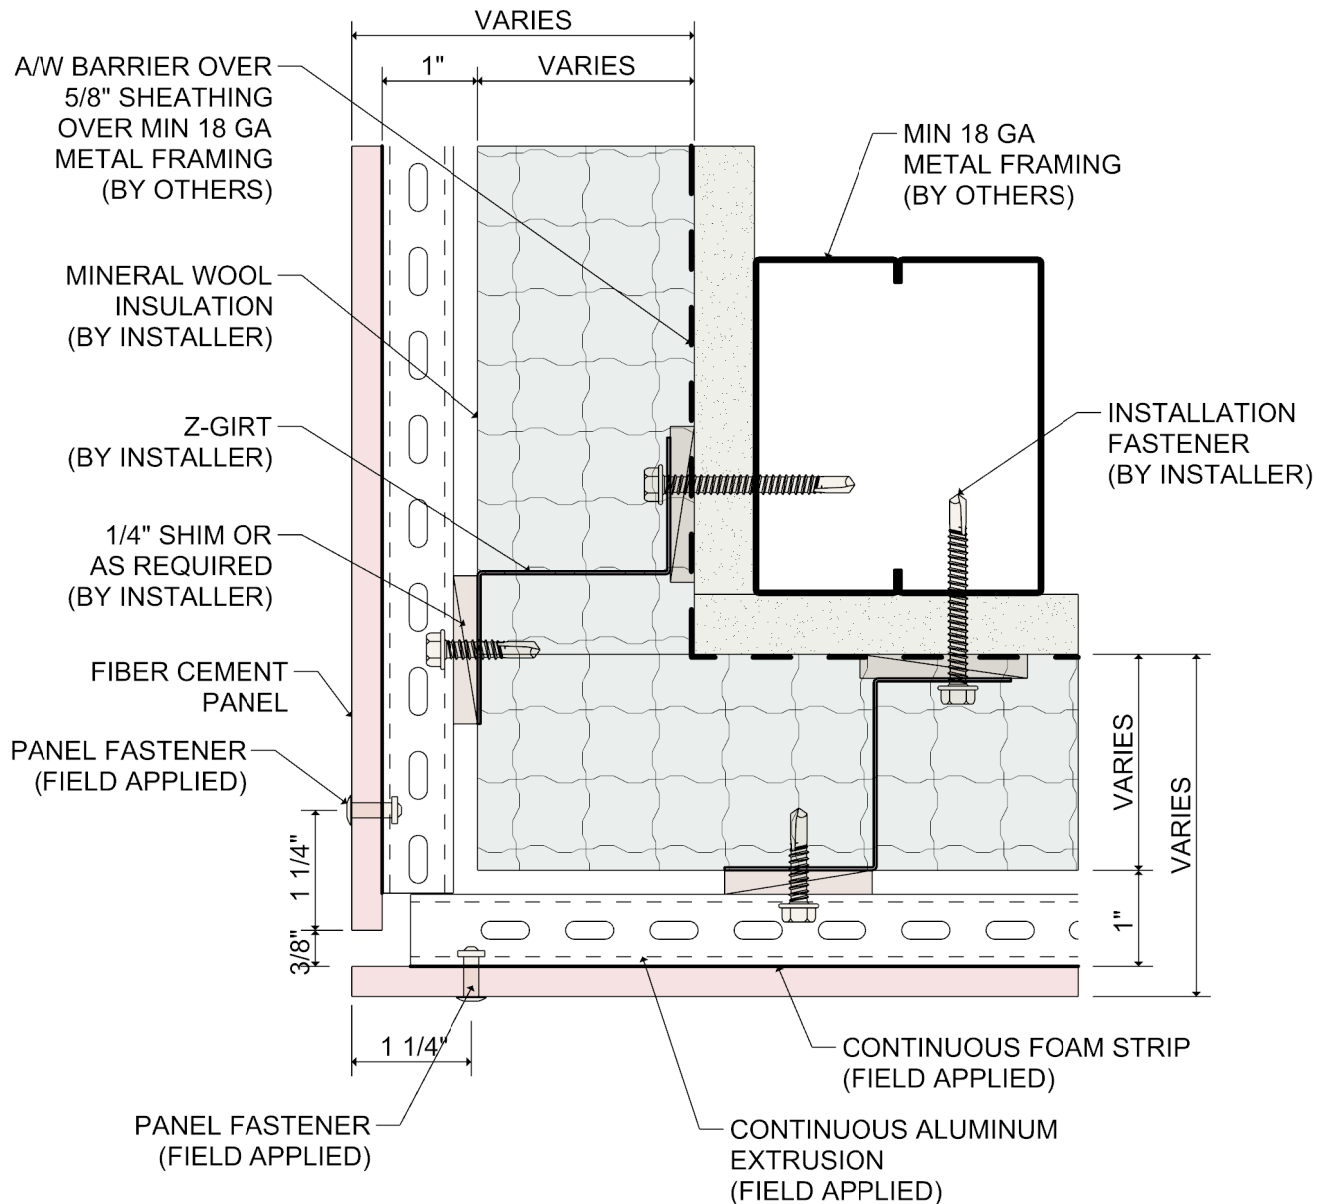 VARIES
1"
VARIES
A/W BARRIER OVER
5/8" SHEATHING
OVER MIN 18 GA
METAL FRAMING
(BY OTHERS)
MIN 18 GA
METAL FRAMING
(BY OTHERS)
MINERAL WOOL
INSULATION
(BY INSTALLER)
Z-GIRT
(BY INSTALLER)
INSTALLATION
FASTENER
(BY INSTALLER)
1/4" SHIM OR
AS REQUIRED
(BY INSTALLER)
FIBER CEMENT
PANEL
PANEL FASTENER
(FIELD APPLIED)
1 1/4"
3/8"
VARIES
1"
VARIES
1 1/4"
CONTINUOUS FOAM STRIP
(FIELD APPLIED)
PANEL FASTENER
(FIELD APPLIED)
CONTINUOUS ALUMINUM
EXTRUSION
(FIELD APPLIED)